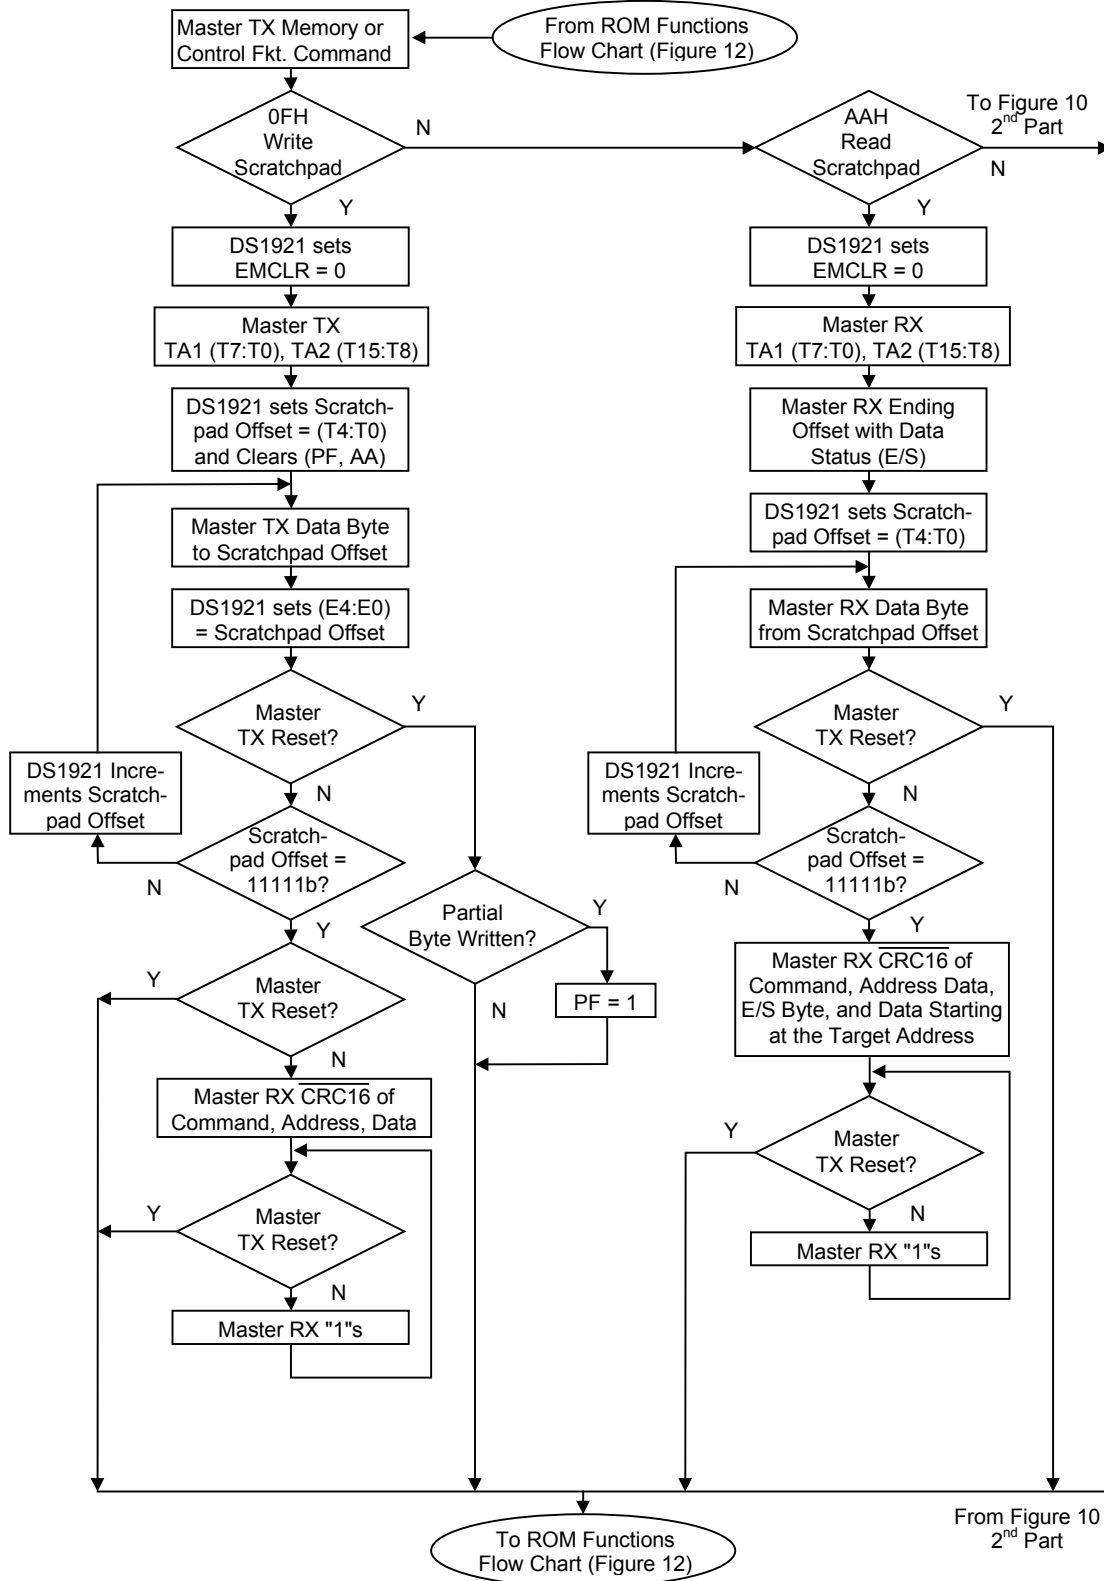 Master TX Memory or
Control Fkt. Command
From ROM Functions
Flow Chart (Figure 12)
0FH
Write
Scratchpad
N
Y
AAH
Read
Scratchpad
To Figure 10
2nd Part
N
Y
DS1921 sets
EMCLR = 0
Master TX
TA1 (T7:T0), TA2 (T15:T8)
DS1921 sets Scratch-
pad Offset = (T4:T0)
and Clears (PF, AA)
Master TX Data Byte
to Scratchpad Offset
DS1921 sets (E4:E0)
= Scratchpad Offset
Master
TX Reset?
Y
N
DS1921 Incre-
ments Scratch-
pad Offset
Scratch-
pad Offset =
11111b?
N
Y
Partial
Byte Written?
Y
N
PF = 1
Master
TX Reset?
Y
N
Master RX CRC16 of
Command, Address, Data
Master
TX Reset?
Y
N
Master RX "1"s
DS1921 sets
EMCLR = 0
Master RX
TA1 (T7:T0), TA2 (T15:T8)
Master RX Ending
Offset with Data
Status (E/S)
DS1921 sets Scratch-
pad Offset = (T4:T0)
Master RX Data Byte
from Scratchpad Offset
Master
TX Reset?
Y
N
DS1921 Incre-
ments Scratch-
pad Offset
Scratch-
pad Offset =
11111b?
N
Y
Master RX CRC16 of
Command, Address Data,
E/S Byte, and Data Starting
at the Target Address
Master
TX Reset?
Y
N
Master RX "1"s
From Figure 10
2nd Part
To ROM Functions
Flow Chart (Figure 12)